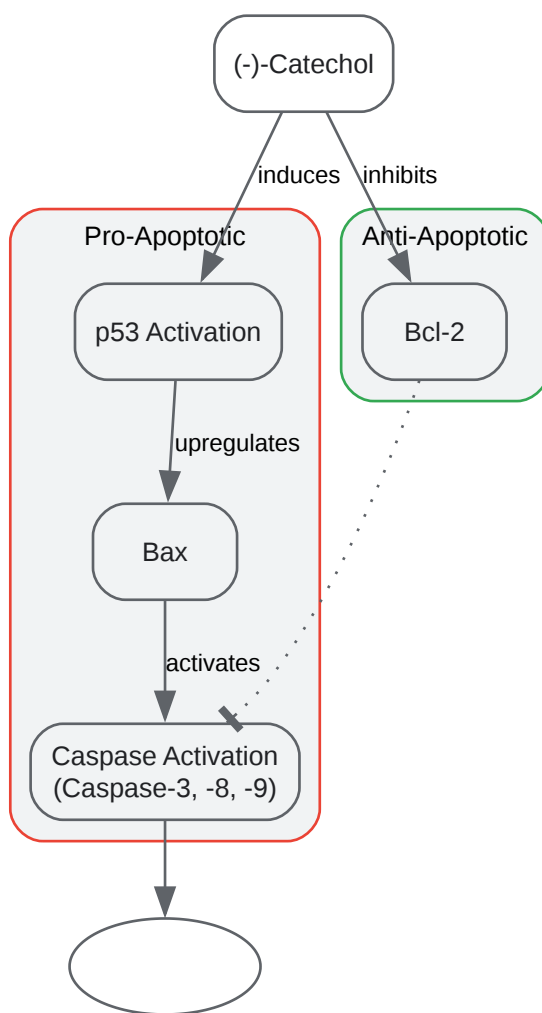 (-)-Catechol
induces
inhibits
Pro-Apoptotic
Anti-Apoptotic
p53 Activation
Bcl-2
upregulates
Bax
activates
Caspase Activation
(Caspase-3, -8, -9)